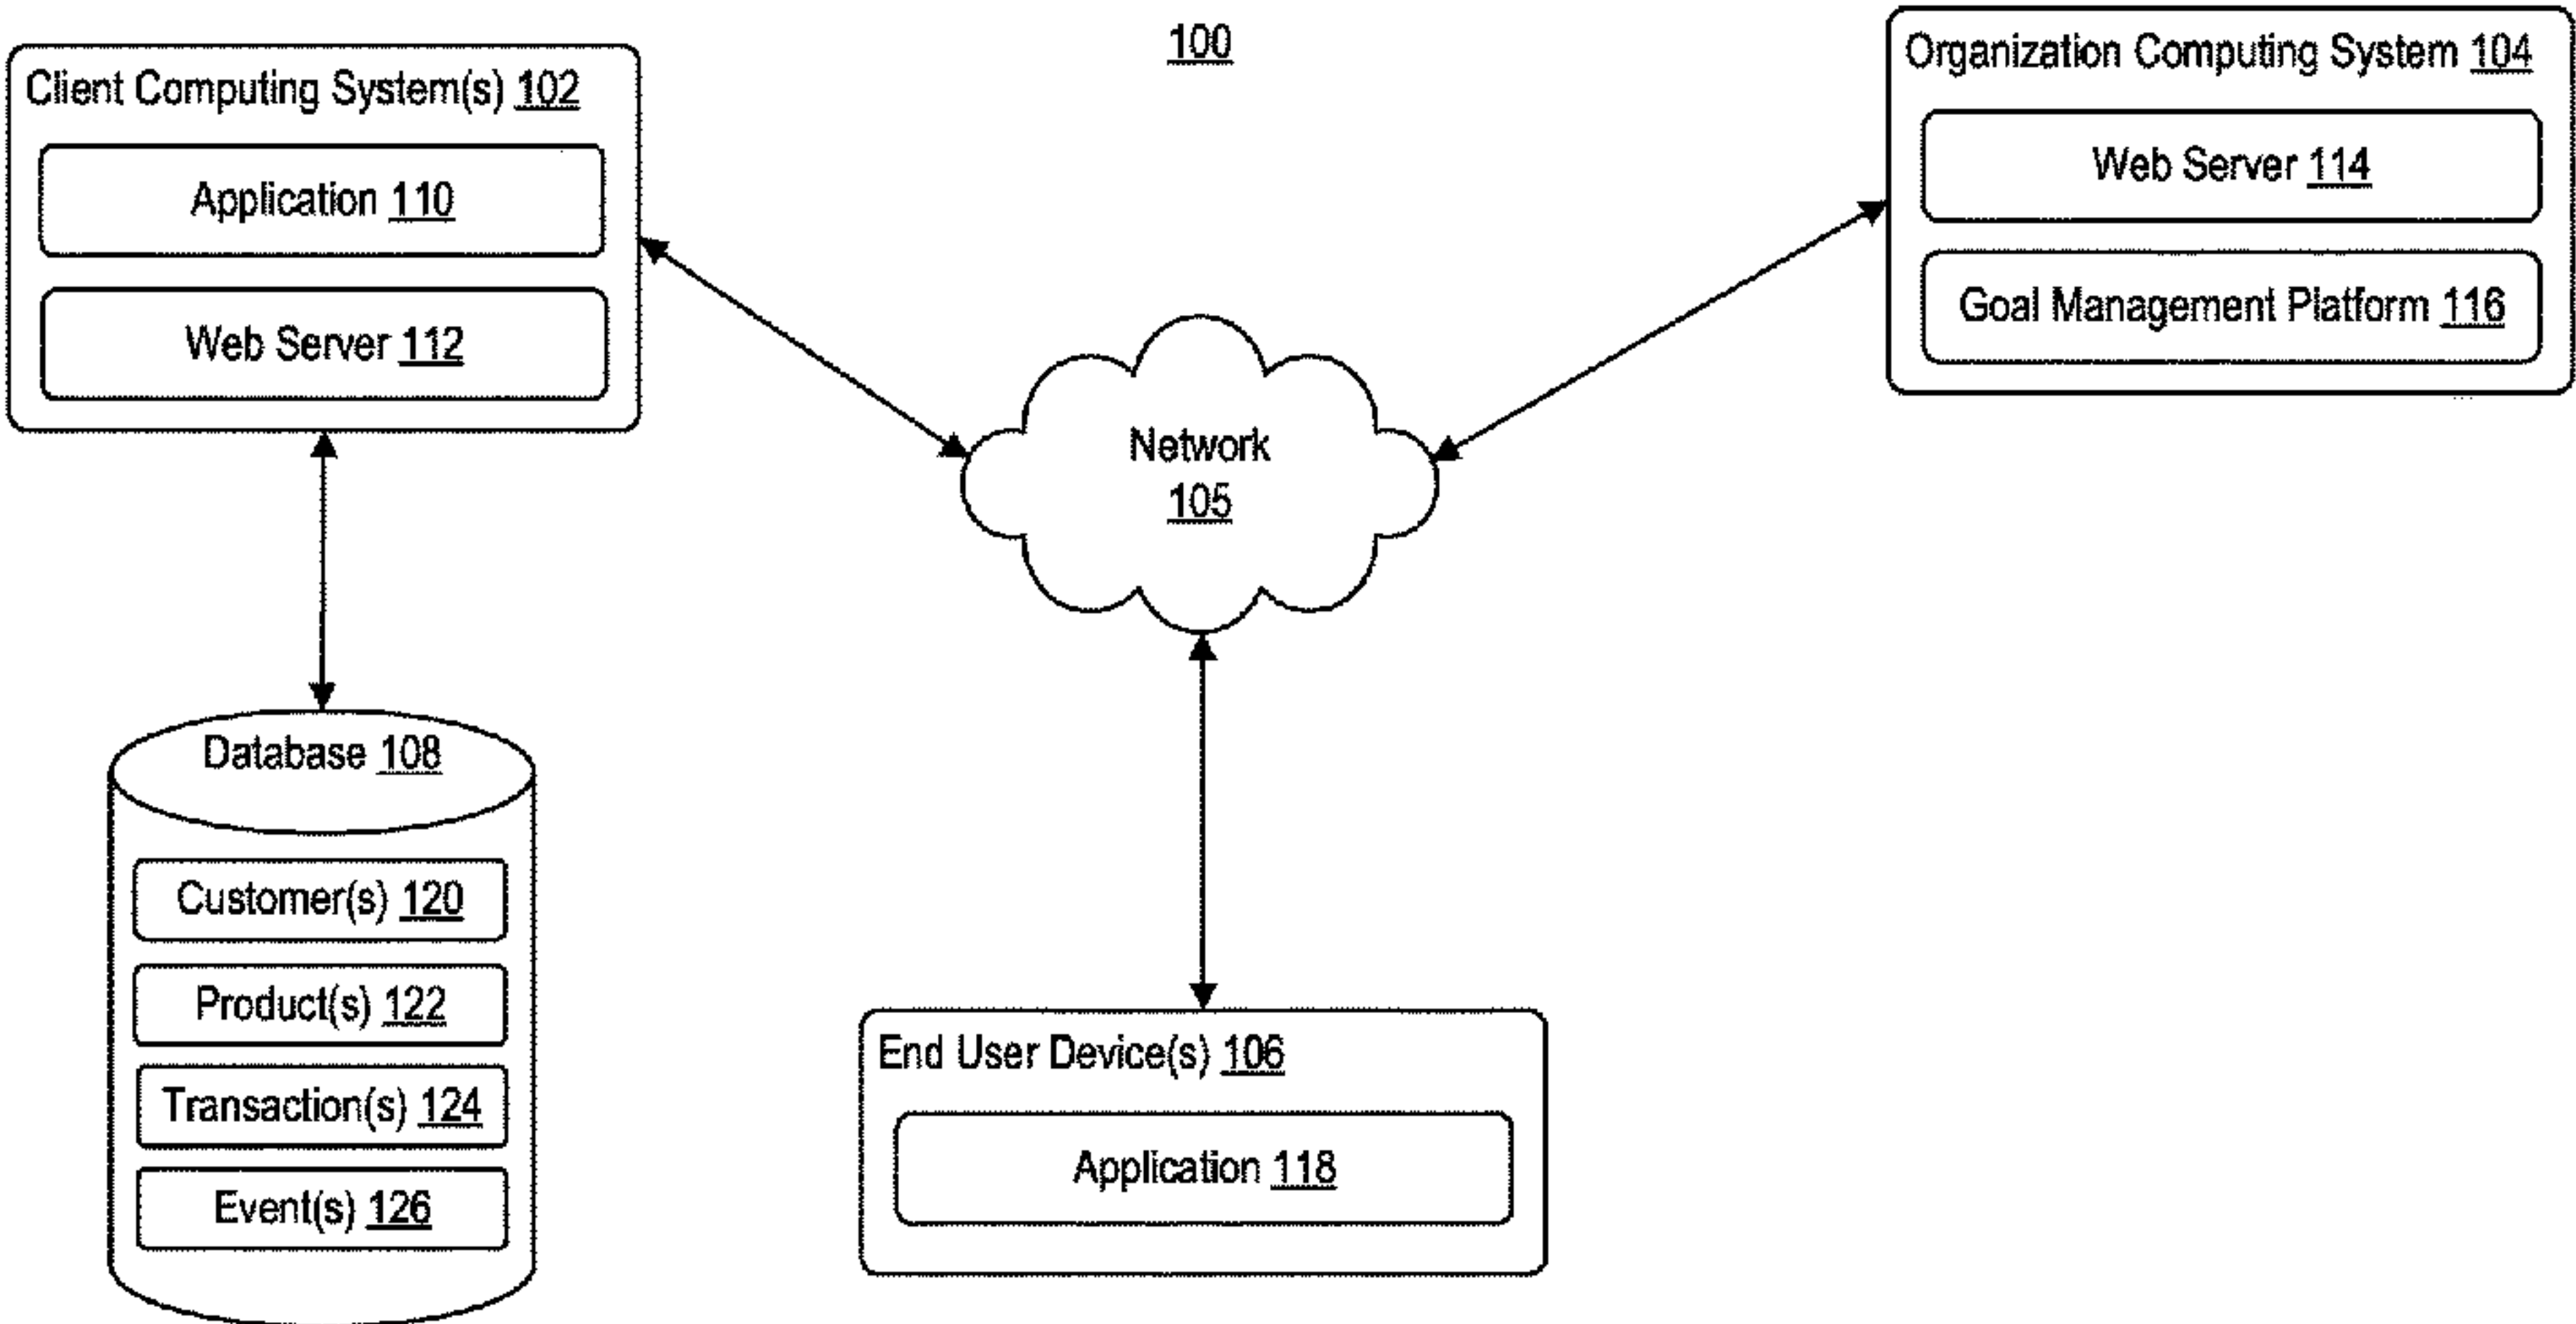 100
Client Computing System(s) 102
Application 110
Web Server 112
Organization Computing System 104
Web Server 114
Goal Management Platform 116
Network
105
Database 108
Customer(s) 120
Product(s) 122
Transaction(s) 124
Event(s) 126
End User Device(s) 106
Application 118